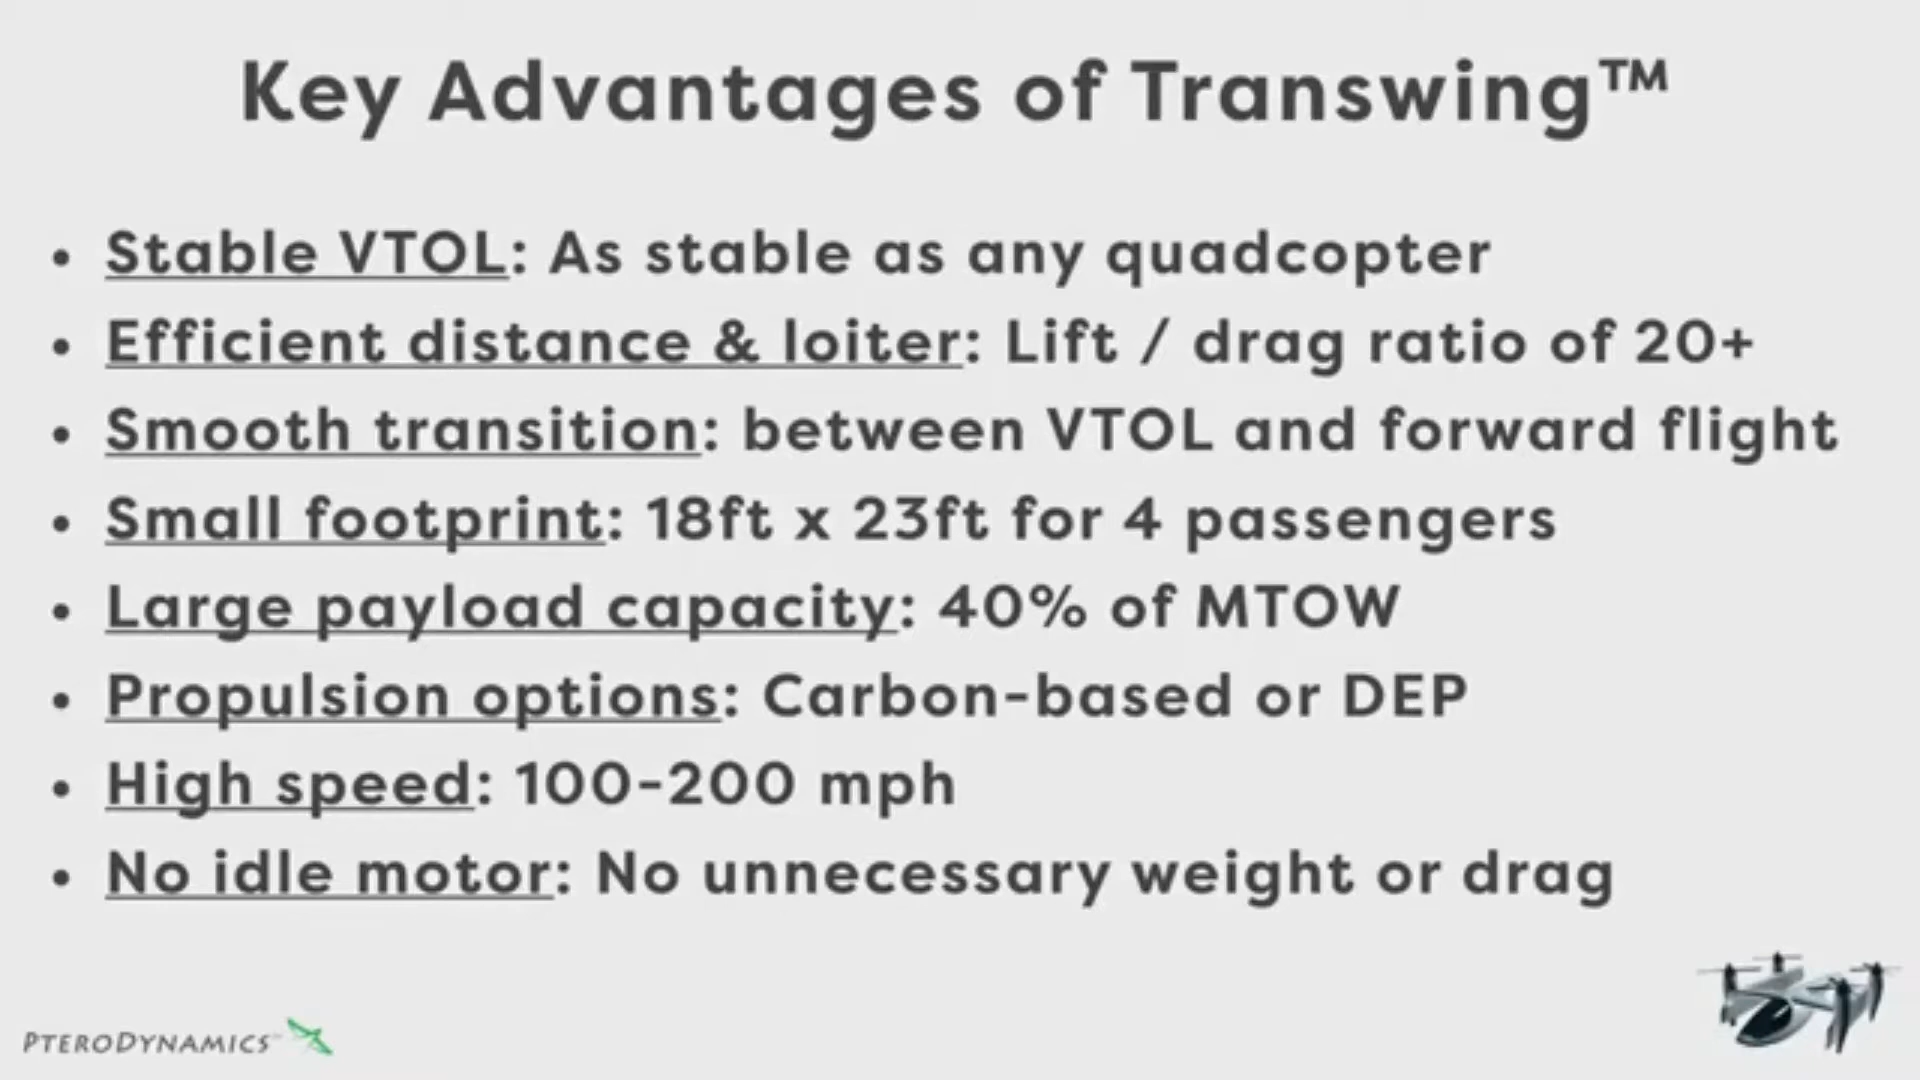 Key Advantages of Transwing™
• Stable VTOL: As stable as any quadcopter
• Efficient distance & loiter: Lift / drag ratio of 20+
• Smooth transition: between VTOL and forward flight
• Small footprint: 18ft x 23ft for 4 passengers
• Large payload capacity: 40% of MTOW
• Propulsion options: Carbon-based or DEP
• High speed: 100-200 mph
• No idle motor: No unnecessary weight or drag
PTERODYNAMICS™